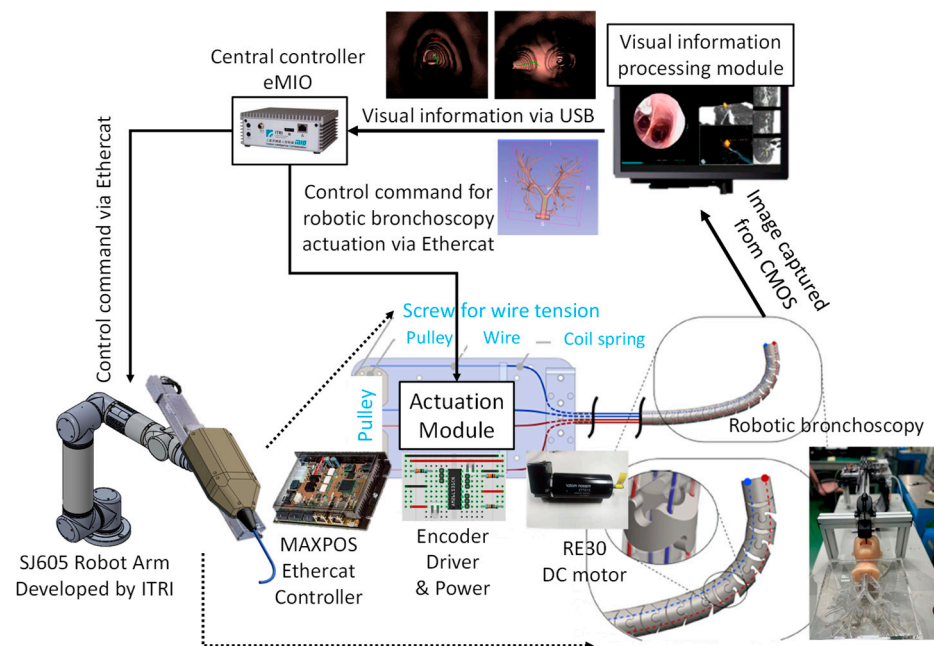 Central controller
eMIO
Visual information
processing module
Visual information via USB
Control command via Ethercat
Control command for
robotic bronchoscopy
actuation via Ethercat
Image captured
from CMOS
Screw for wire tension
Pulley
Wire
Coil spring
Pulley
Actuation
Module
Robotic bronchoscopy
SJ605 Robot Arm
Developed by ITRI
MAXPOS
Ethercat
Controller
Encoder
Driver
& Power
RE30
DC motor